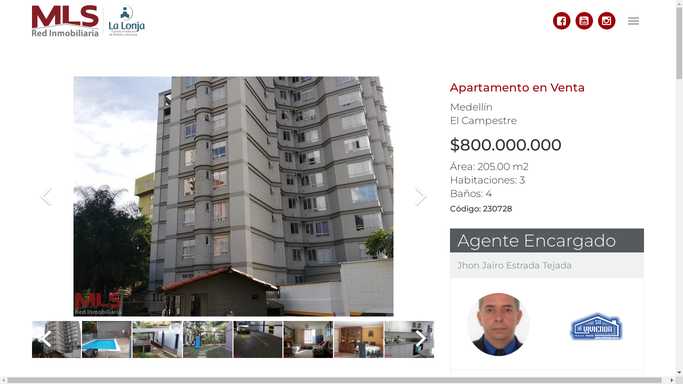 MLS
Red Inmobiliaria
La Lonja
Apartamento en Venta
Medellín
El Campestre
$800.000.000
Área: 205.00 m2
Habitaciones: 3
Baños: 4
Código: 230728
Agente Encargado
Jhon Jairo Estrada Tejada
MLS
Red Inmobiliaria
VIVIENDA